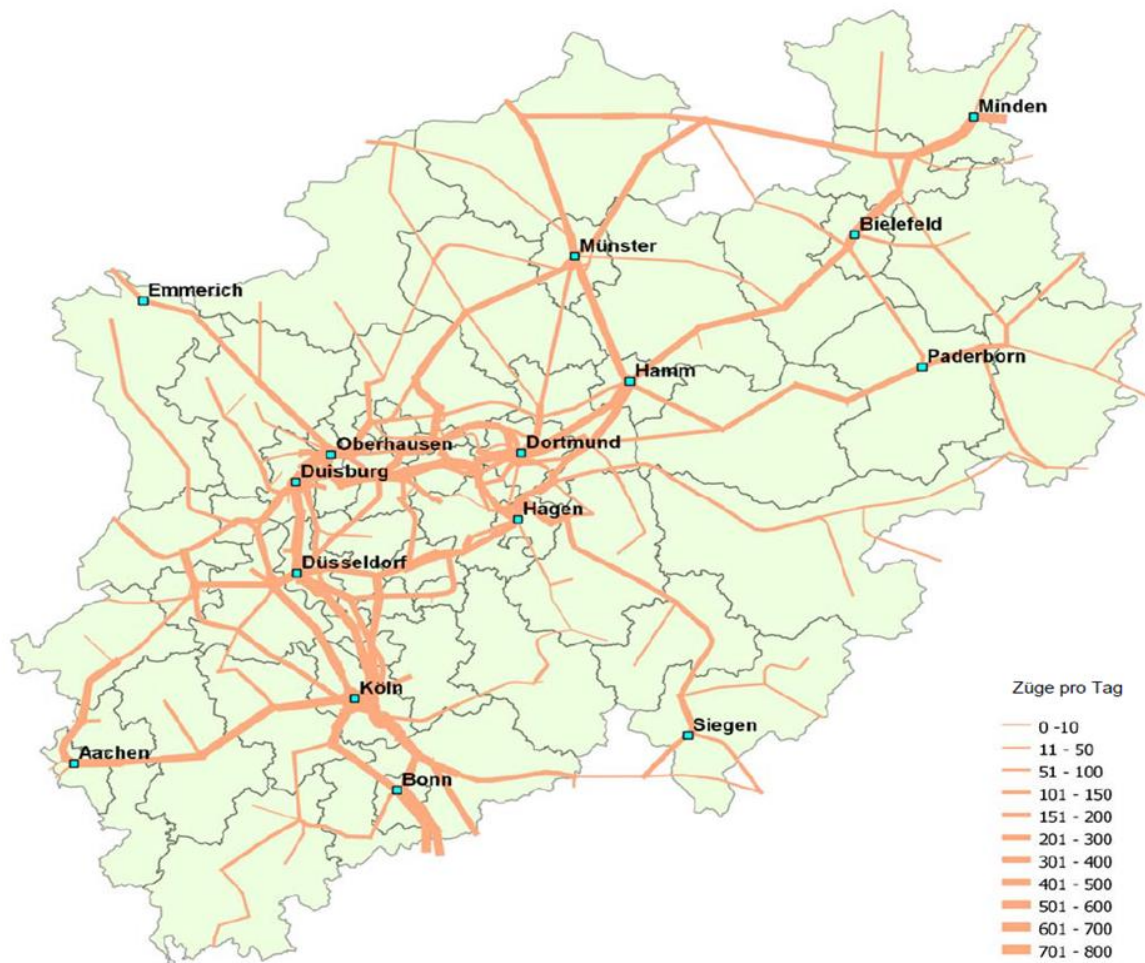 Minden
Bielefeld
Münster
Emmerich
Paderborn
Hamm
Oberhausen
Dortmund
Duisburg
Hagen
Düsseldorf
Köln
Siegen
Aachen
Bonn
Züge pro Tag
0 -10
11 - 50
51 - 100
101 - 150
151 - 200
201 - 300
301 - 400
401 - 500
501 - 600
601 - 700
701 - 800